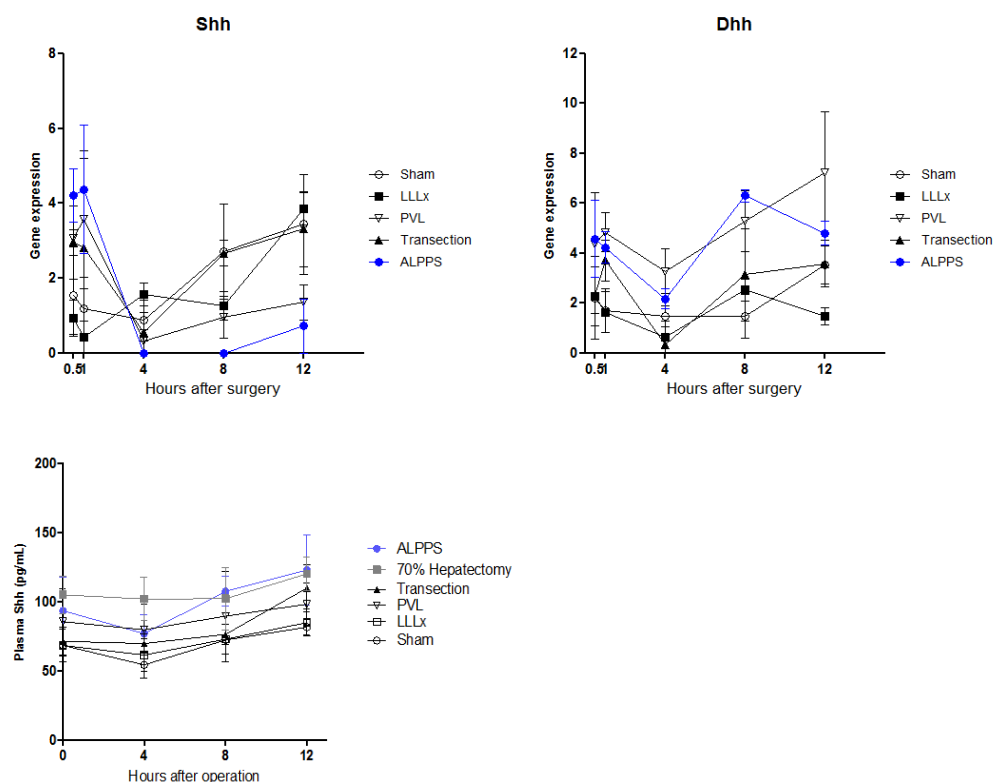 Shh
8
6
4
2
0
Gene expression
0.5 1 4 8 12
Hours after surgery
Sham
LLLx
PVL
Transection
ALPPS
Dhh
12
10
8
6
4
2
0
Gene expression
0.5 1 4 8 12
Hours after surgery
Sham
LLLx
PVL
Transection
ALPPS
200
150
100
50
0
Plasma Shh (pg/mL)
0 4 8 12
Hours after operation
ALPPS
70% Hepatectomy
Transection
PVL
LLLx
Sham